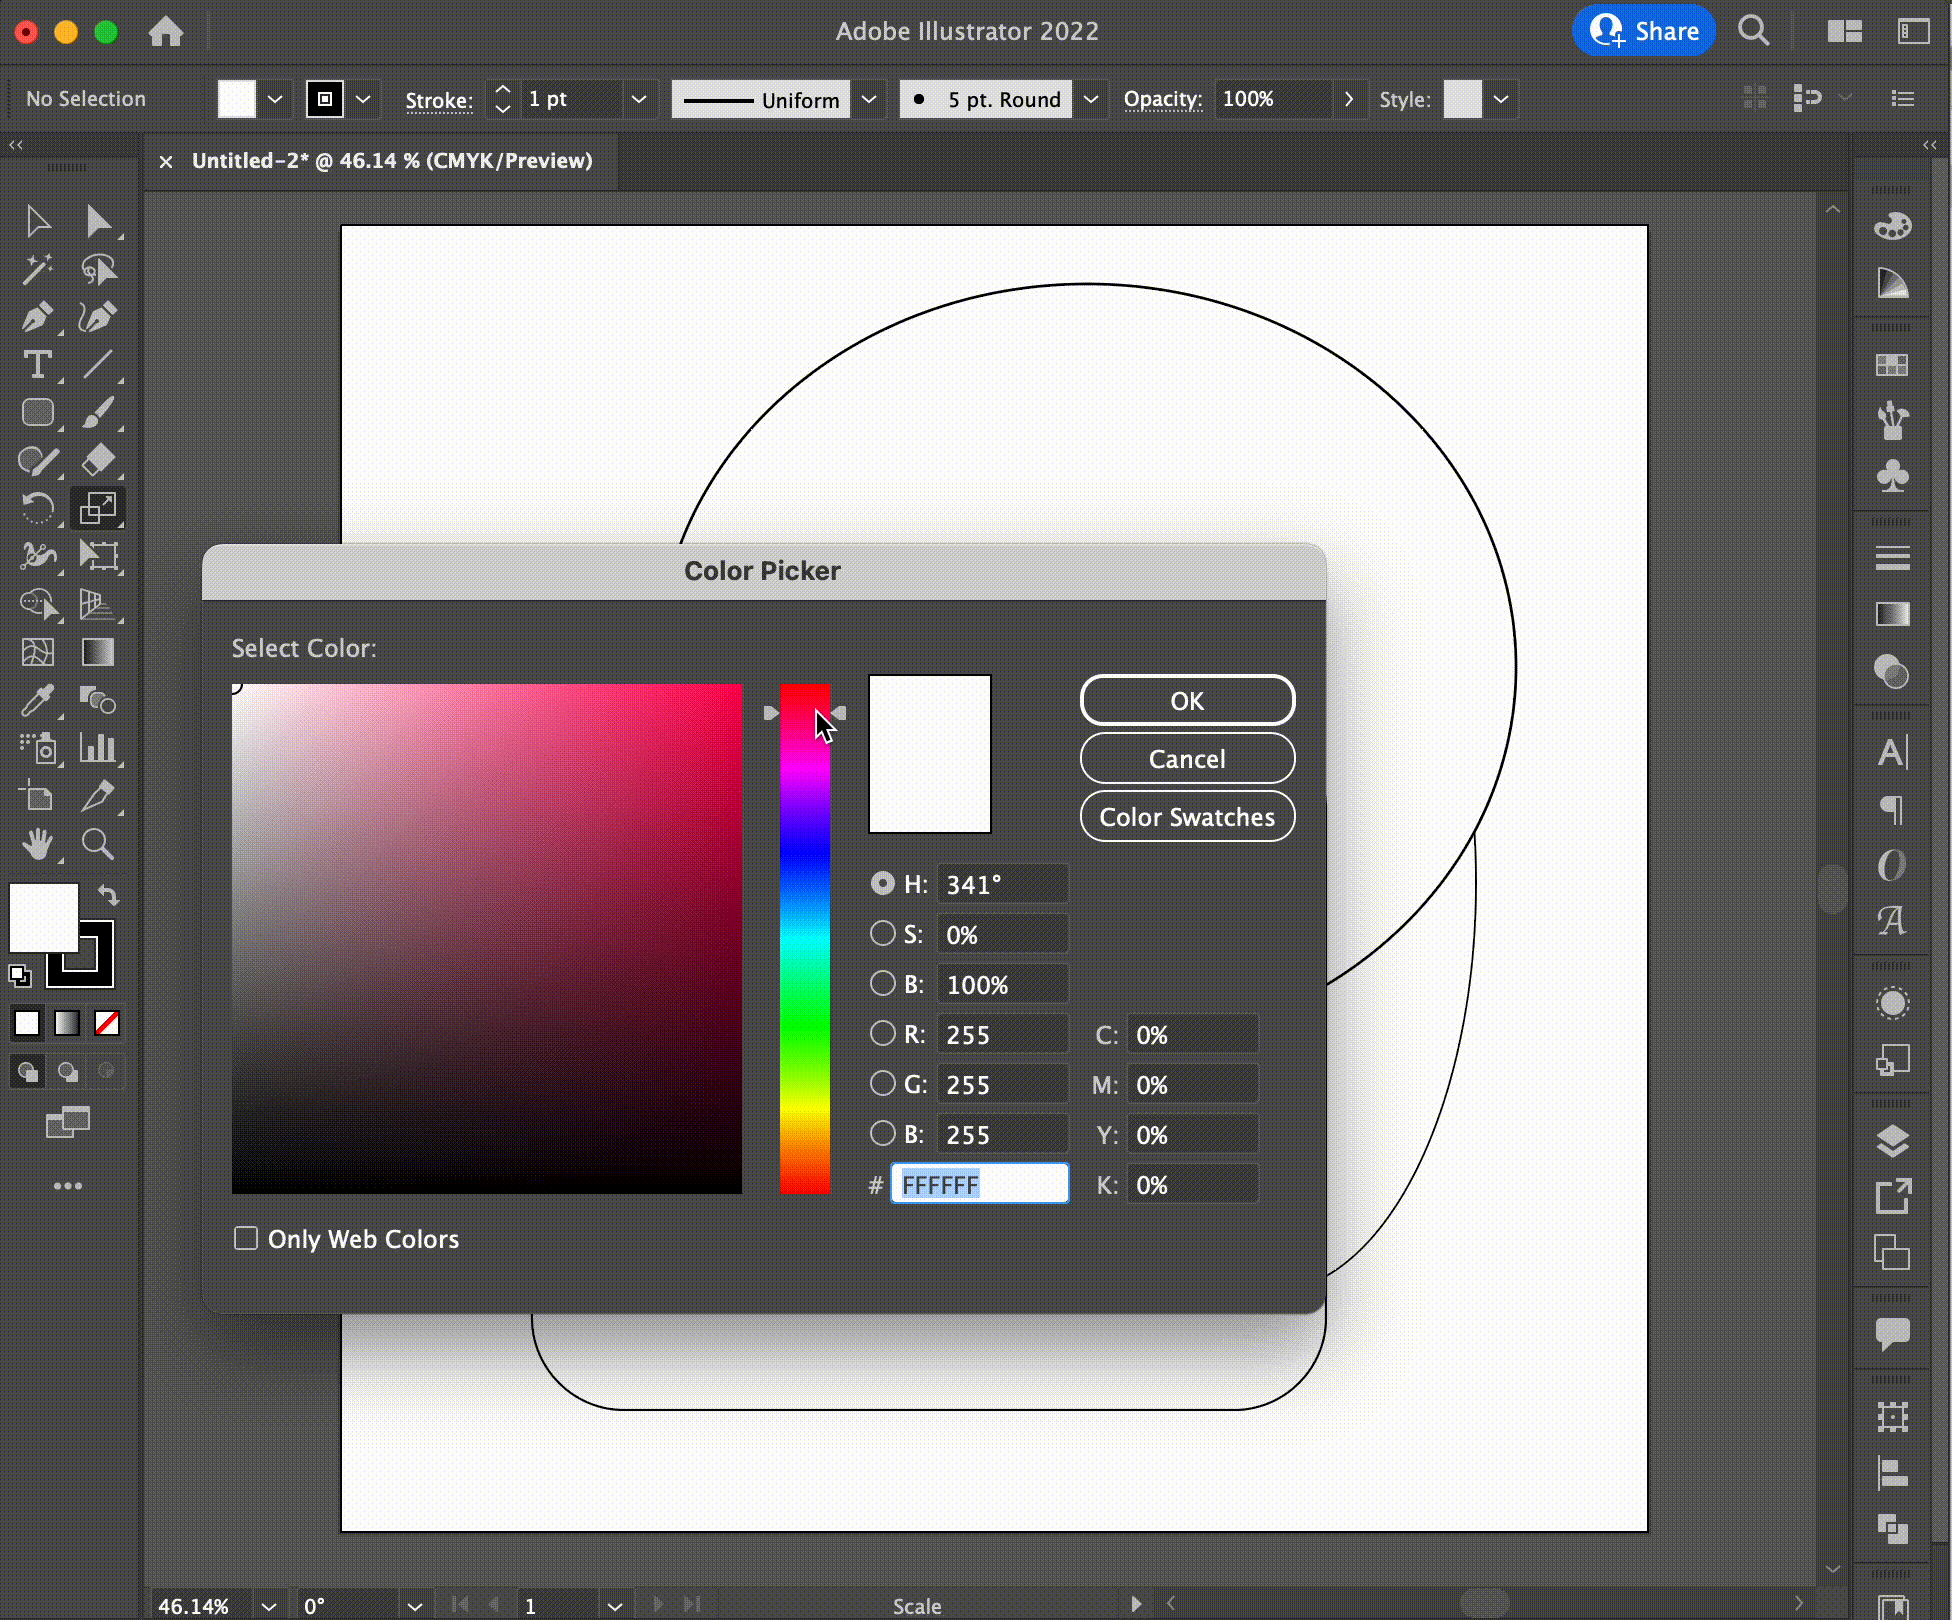 Adobe Illustrator 2022
Share
No Selection
Stroke:
1 pt
Uniform
5 pt. Round
Opacity:
100%
Style:
Untitled-2* @ 46.14 % (CMYK/Preview)
Color Picker
Select Color:
OK
Cancel
Color Swatches
H: 341°
S: 0%
B: 100%
R: 255
C: 0%
G: 255
M: 0%
B: 255
Y: 0%
# FFFFFF
K: 0%
Only Web Colors
46.14%
0°
1
Scale